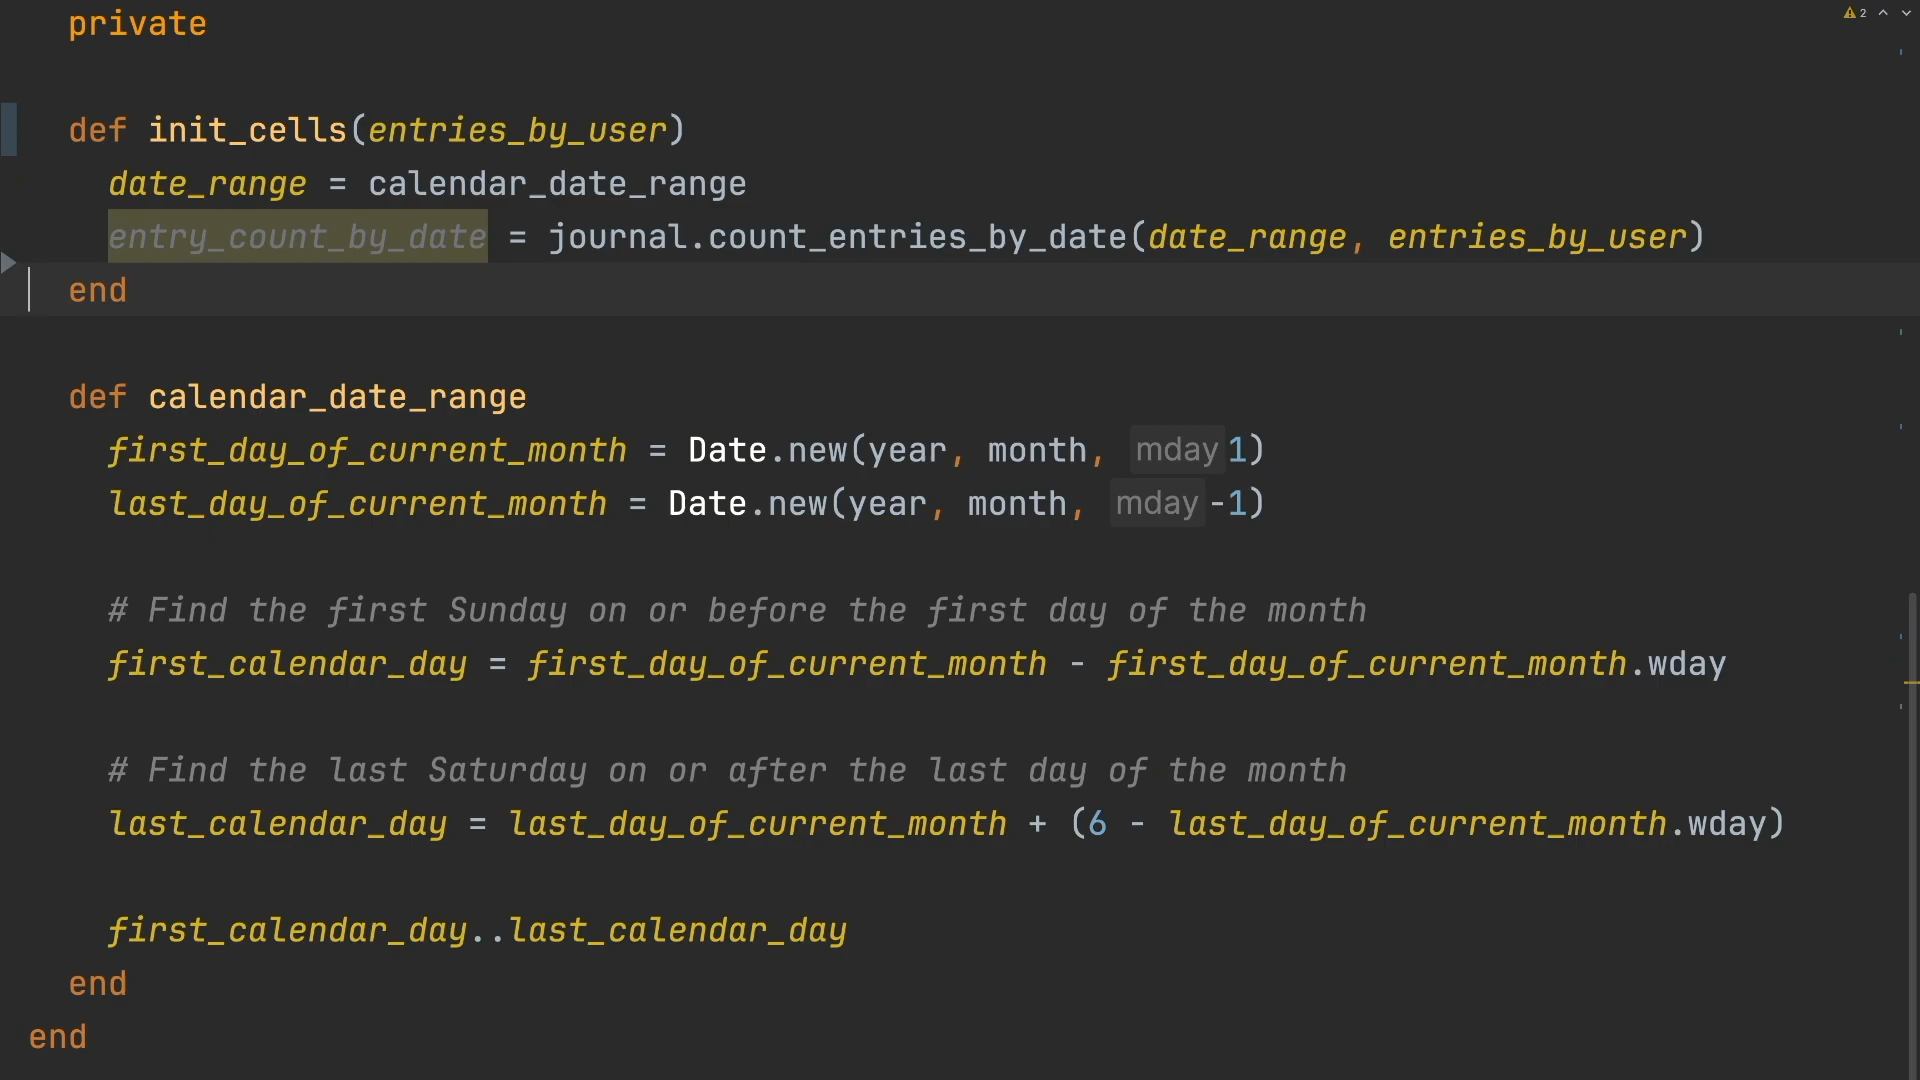 private
2
def init_cells(entries_by_user)
date_range = calendar_date_range
entry_count_by_date = journal.count_entries_by_date(date_range, entries_by_user)
end
def calendar_date_range
first_day_of_current_month = Date.new(year, month, mday 1)
last_day_of_current_month = Date.new(year, month, mday -1)
# Find the first Sunday on or before the first day of the month
first_calendar_day = first_day_of_current_month - first_day_of_current_month.wday
# Find the last Saturday on or after the last day of the month
last_calendar_day = last_day_of_current_month + (6 - last_day_of_current_month.wday)
first_calendar_day..last_calendar_day
end
end